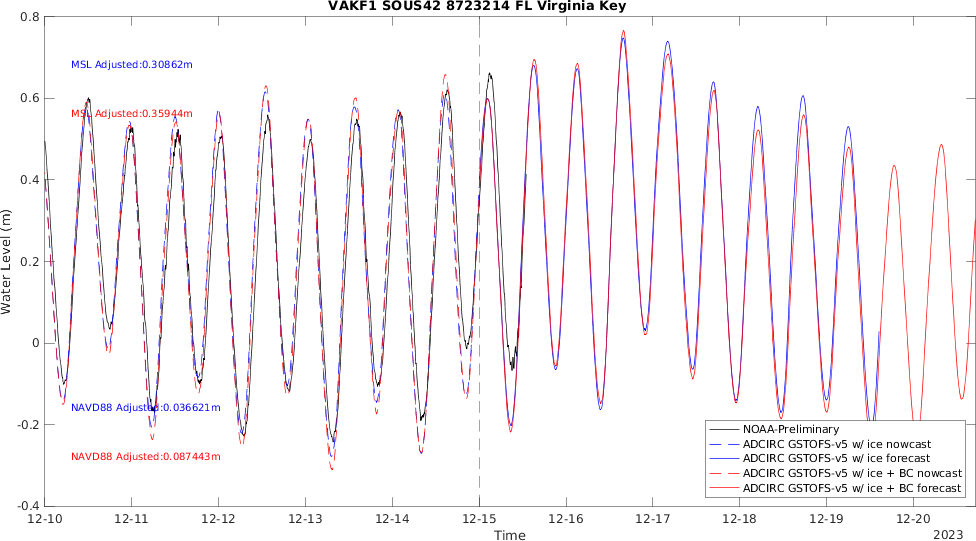 VAKF1 SOUS42 8723214 FL Virginia Key
0.8
0.6
0.4
0.2
0
-0.2
-0.4
Water Level (m)
MSL Adjusted:0.30862m
MSL Adjusted:0.35944m
NAVD88 Adjusted:0.036621m
NAVD88 Adjusted:0.087443m
NOAA-Preliminary
ADCIRC GSTOFS-v5 w/ ice nowcast
ADCIRC GSTOFS-v5 w/ ice forecast
ADCIRC GSTOFS-v5 w/ ice + BC nowcast
ADCIRC GSTOFS-v5 w/ ice + BC forecast
12-10 12-11 12-12 12-13 12-14 12-15 12-16 12-17 12-18 12-19 12-20
Time
2023